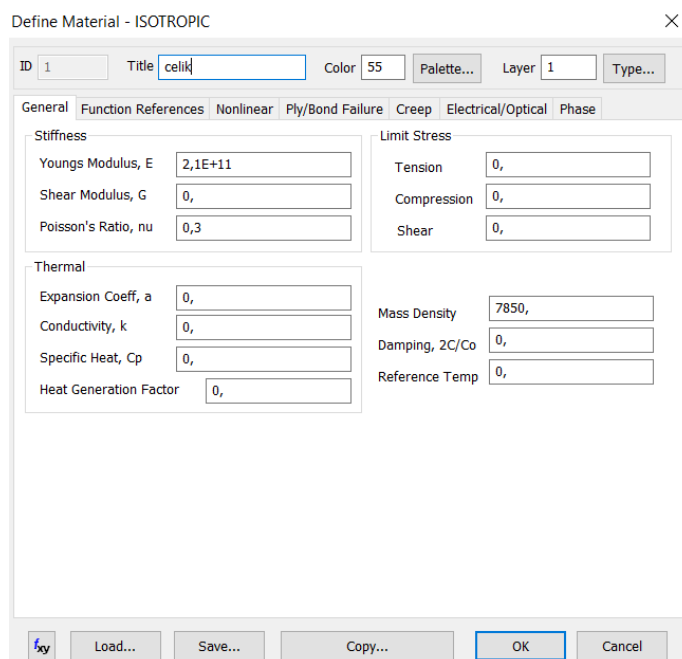 Define Material - ISOTROPIC
ID 1 Title celik Color 55 Palette... Layer 1 Type...
General Function References Nonlinear Ply/Bond Failure Creep Electrical/Optical Phase
Stiffness
Youngs Modulus, E 2,1E+11
Shear Modulus, G 0,
Poisson's Ratio, nu 0,3
Limit Stress
Tension 0,
Compression 0,
Shear 0,
Thermal
Expansion Coeff, a 0,
Conductivity, k 0,
Specific Heat, Cp 0,
Heat Generation Factor 0,
Mass Density 7850,
Damping, 2C/Co 0,
Reference Temp 0,
fxy Load... Save... Copy... OK Cancel